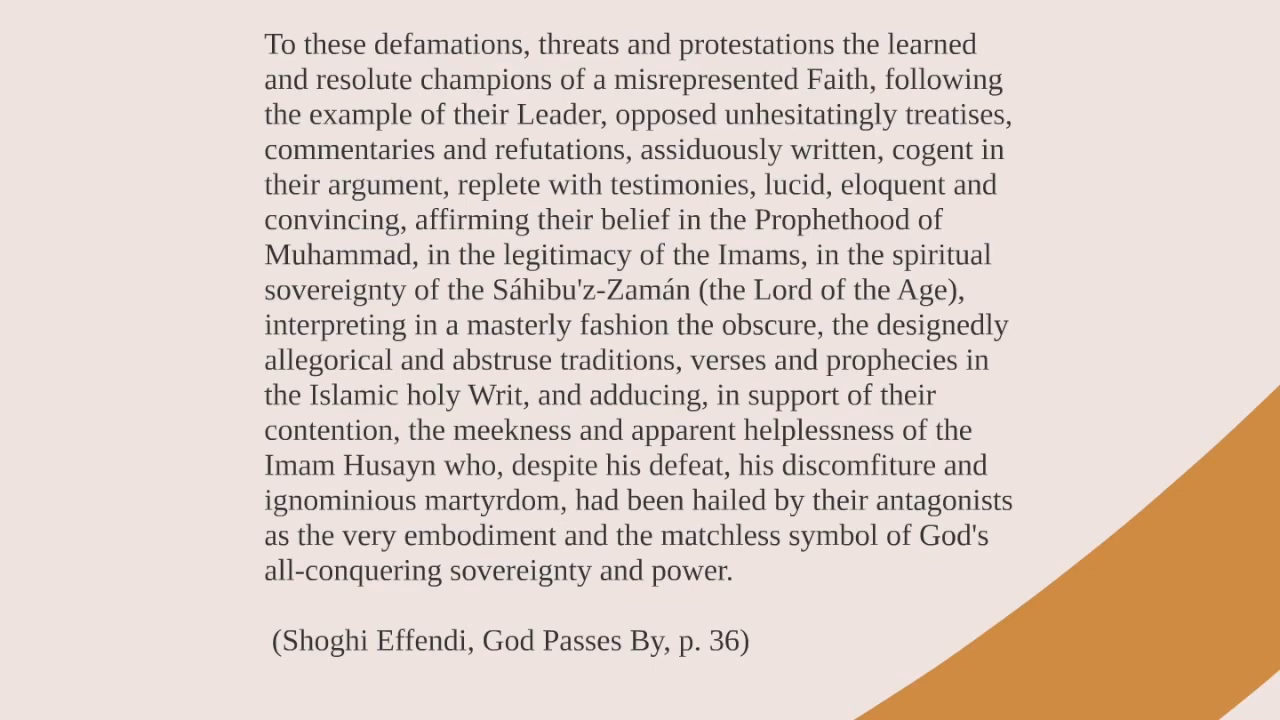 To these defamations, threats and protestations the learned
and resolute champions of a misrepresented Faith, following
the example of their Leader, opposed unhesitatingly treatises,
commentaries and refutations, assiduously written, cogent in
their argument, replete with testimonies, lucid, eloquent and
convincing, affirming their belief in the Prophethood of
Muhammad, in the legitimacy of the Imams, in the spiritual
sovereignty of the Sáhibu'z-Zamán (the Lord of the Age),
interpreting in a masterly fashion the obscure, the designedly
allegorical and abstruse traditions, verses and prophecies in
the Islamic holy Writ, and adducing, in support of their
contention, the meekness and apparent helplessness of the
Imam Husayn who, despite his defeat, his discomfiture and
ignominious martyrdom, had been hailed by their antagonists
as the very embodiment and the matchless symbol of God's
all-conquering sovereignty and power.
(Shoghi Effendi, God Passes By, p. 36)